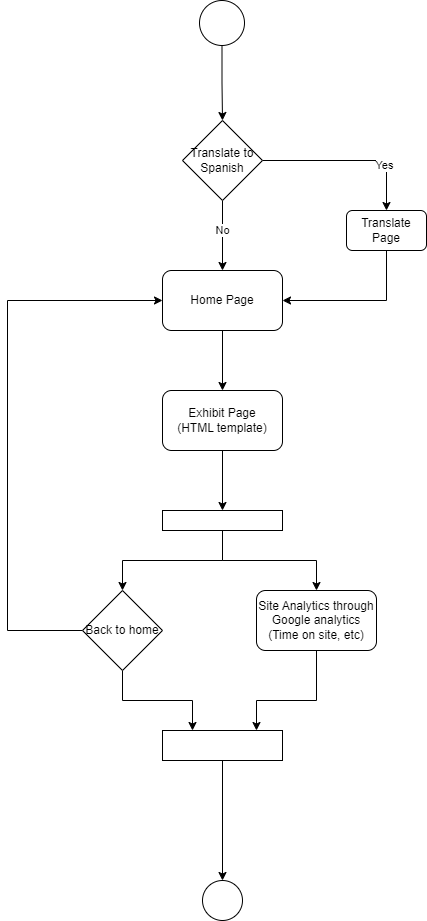 Translate to
Spanish
Yes
Translate
Page
No
Home Page
Exhibit Page
(HTML template)
Site Analytics through
Google analytics
(Time on site, etc)
Back to home